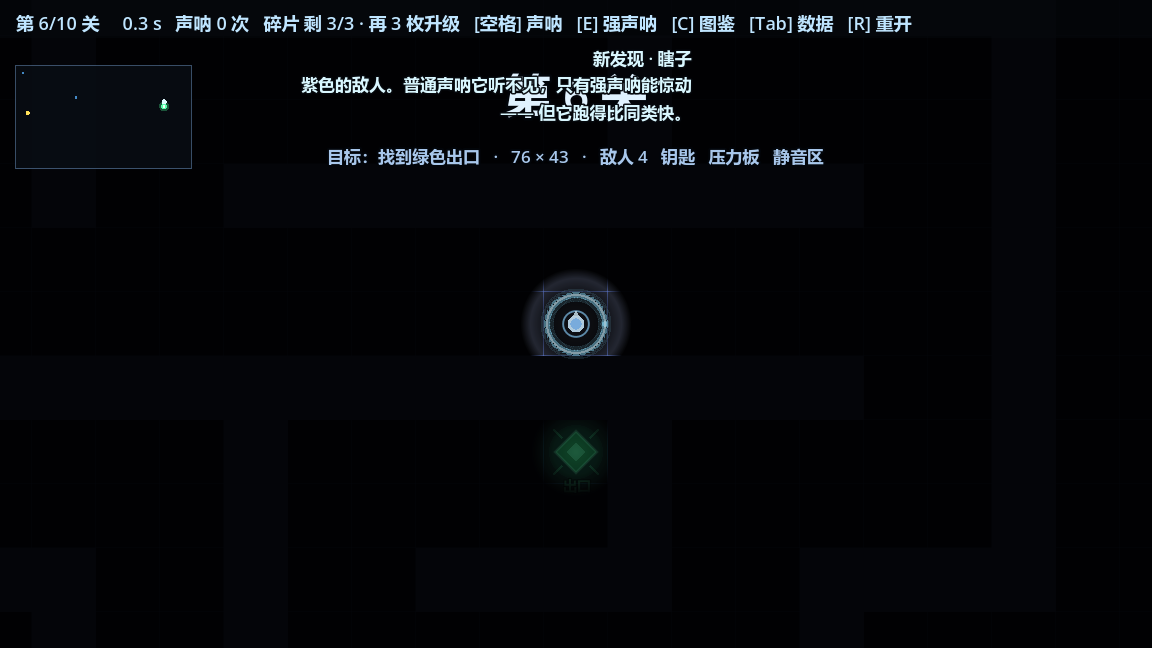 第 6/10 关 0.3 s 声呐 0 次 碎片 剩 3/3 · 再 3 枚升级 [空格] 声呐 [E] 强声呐 [C] 图鉴 [Tab] 数据 [R] 重开
新发现 · 瞎子
紫色的敌人。普通声呐它听不见，只有强声呐能惊动
——但它跑得比同类快。
第 6 关
目标：找到绿色出口 · 76 × 43 · 敌人 4 钥匙 压力板 静音区
出口